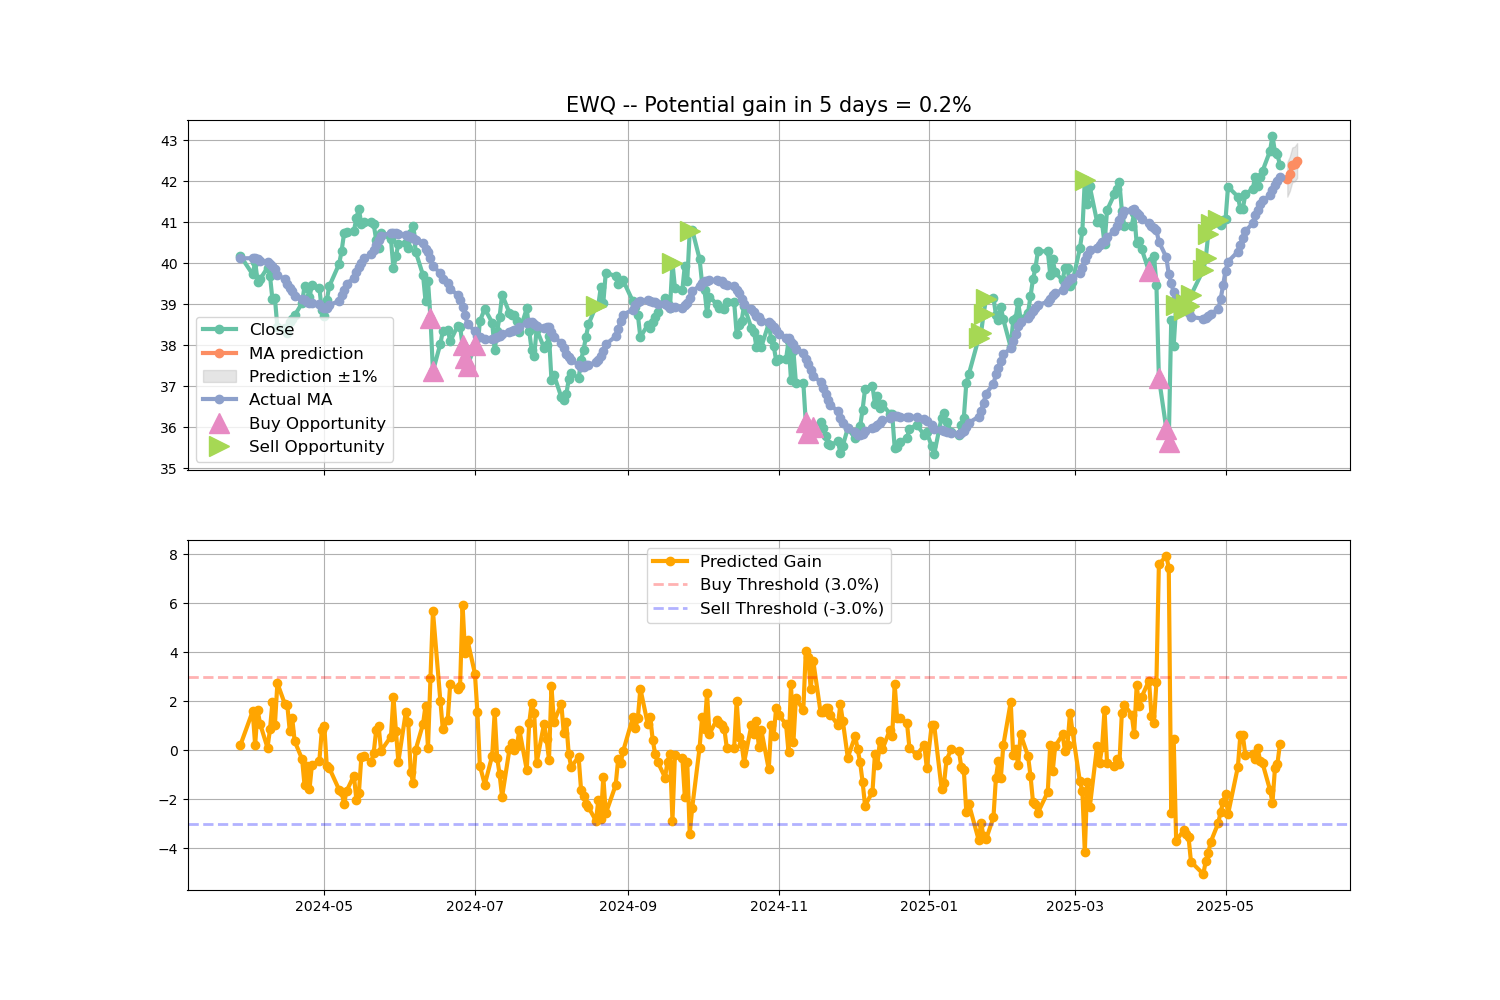 EWQ -- Potential gain in 5 days = 0.2%
43
42
41
40
39
38
37
36
35
Close
MA prediction
Prediction ±1%
Actual MA
Buy Opportunity
Sell Opportunity
8
6
4
2
0
−2
−4
Predicted Gain
Buy Threshold (3.0%)
Sell Threshold (-3.0%)
2024-05
2024-07
2024-09
2024-11
2025-01
2025-03
2025-05